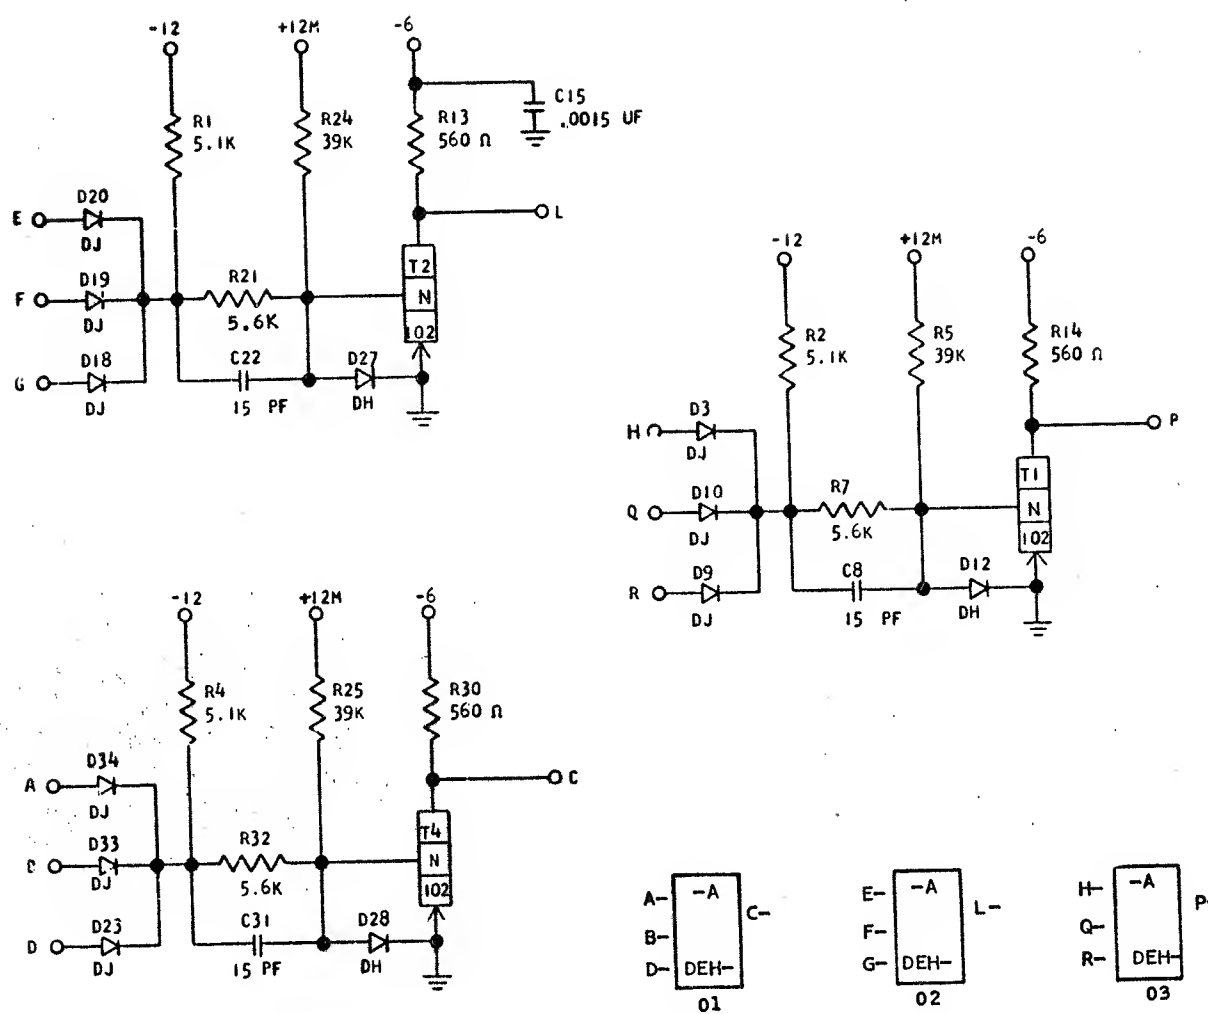 -12
+12M
-6
R1
5.1K
R24
39K
R13
560 Ω
C15
.0015 UF
D20
E
DJ
L
D19
F
DJ
R21
5.6K
T2
N
102
D18
G
DJ
C22
15 PF
D27
DH
-12
+12M
-6
R2
5.1K
R5
39K
R14
560 Ω
D3
H
DJ
P
D10
Q
DJ
R7
5.6K
T1
N
102
D9
R
DJ
C8
15 PF
D12
DH
-12
+12M
-6
R4
5.1K
R25
39K
R30
560 Ω
D34
A
DJ
C
D33
DJ
R32
5.6K
T4
N
102
D23
D
DJ
C31
15 PF
D28
DH
A-
B-
D-
-A
DEH-
C-
01
E-
F-
G-
-A
DEH-
L-
02
H-
Q-
R-
-A
DEH-
P-
03